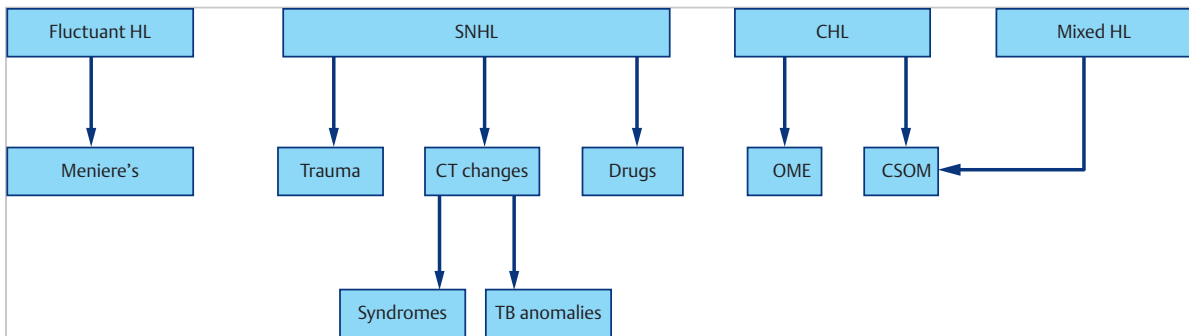 Fluctuant HL
SNHL
CHL
Mixed HL
Meniere's
Trauma
CT changes
Drugs
OME
CSOM
Syndromes
TB anomalies